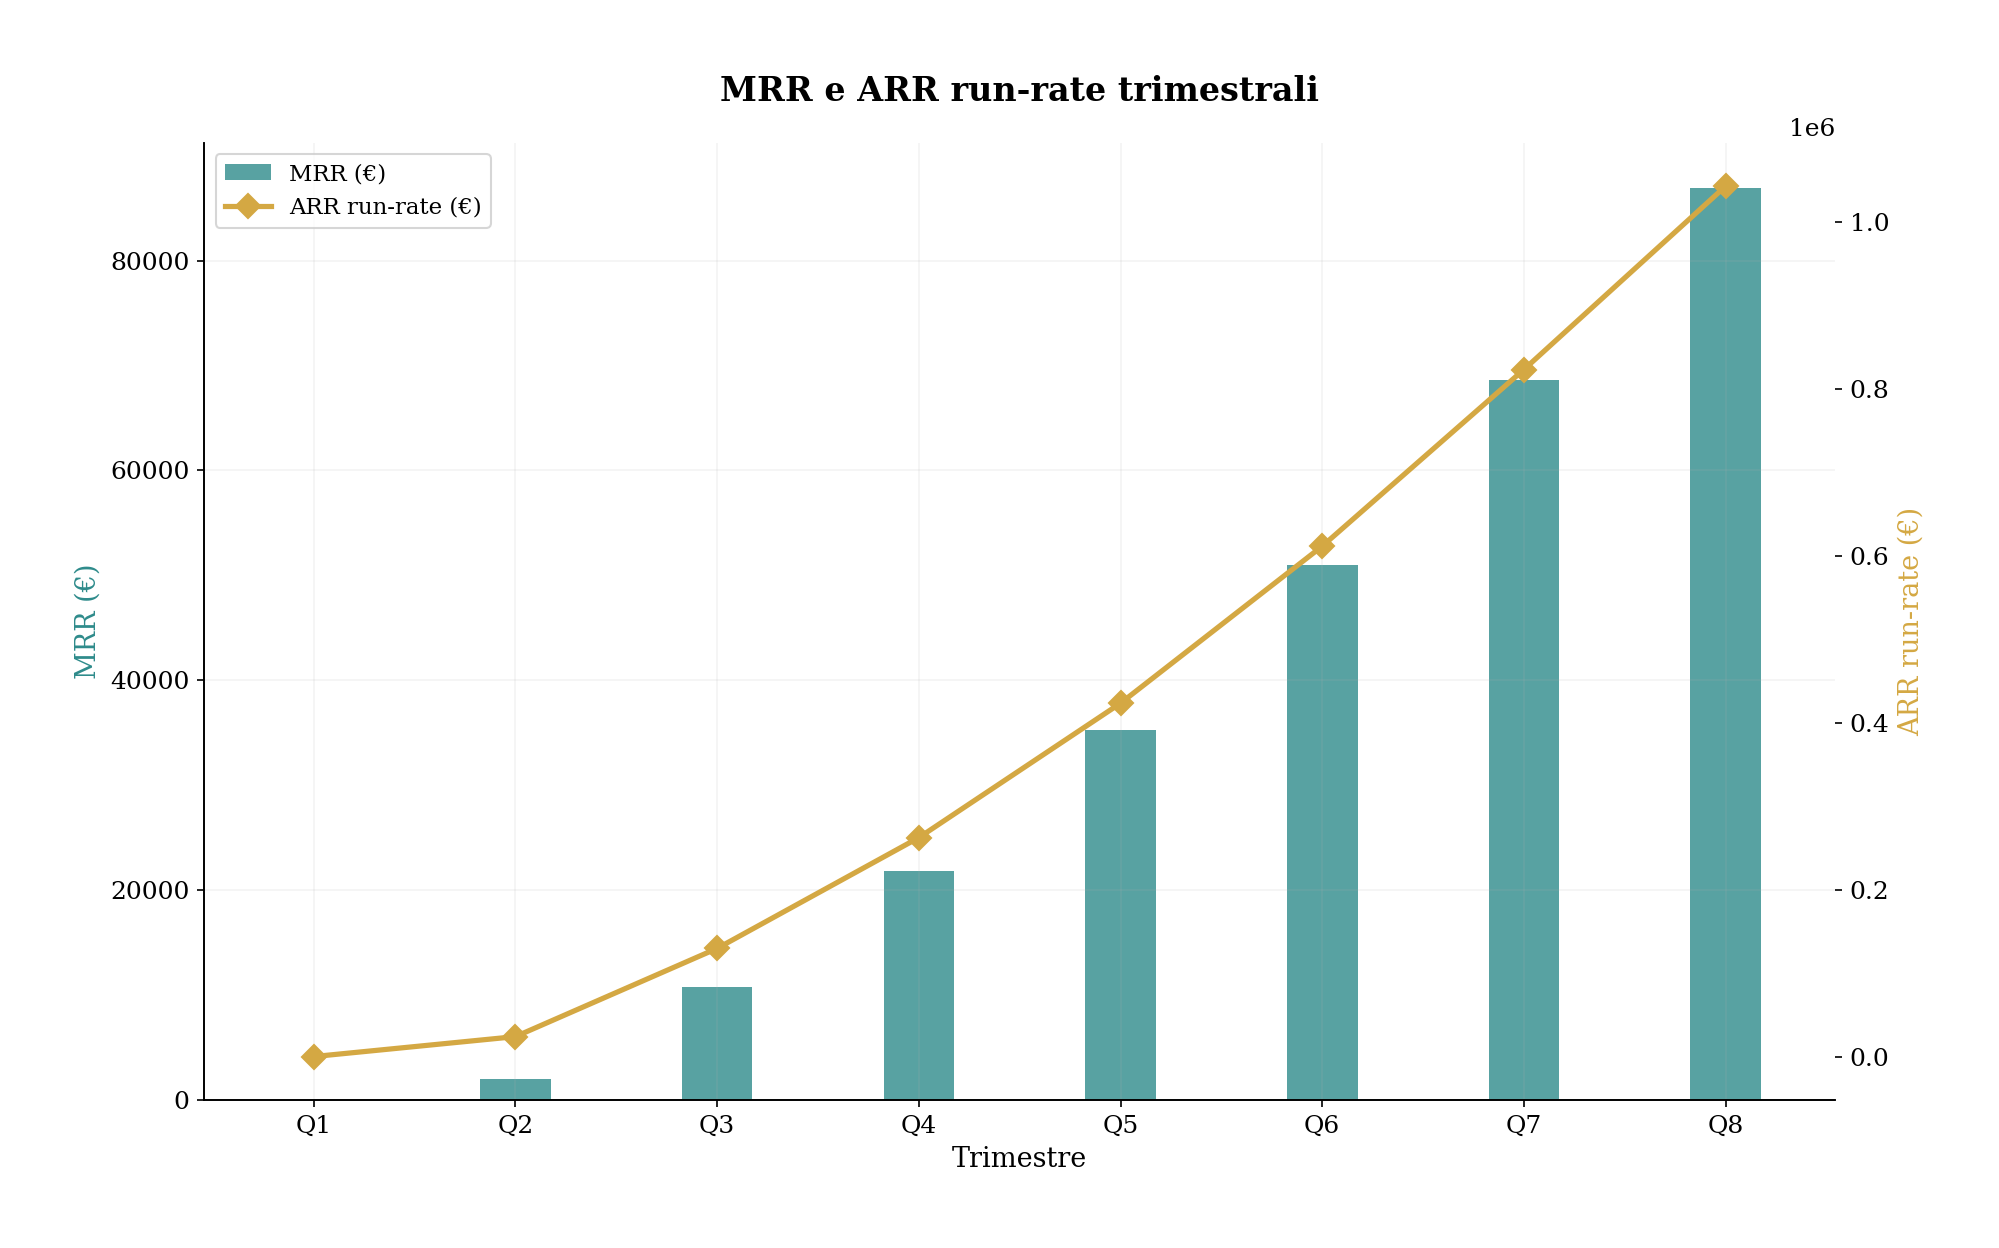 MRR e ARR run-rate trimestrali
1e6
MRR (€)
ARR run-rate (€)
80000
60000
40000
20000
0
MRR (€)
1.0
0.8
0.6
0.4
0.2
0.0
ARR run-rate (€)
Q1 Q2 Q3 Q4 Q5 Q6 Q7 Q8
Trimestre